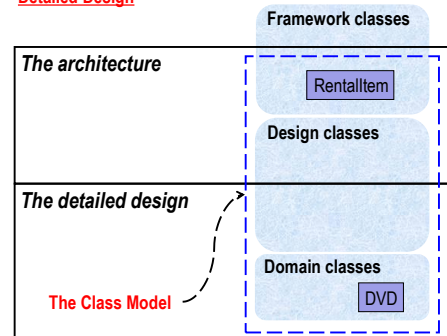 Detailed Design
Framework classes
The architecture
RentalItem
Design classes
The detailed design
Domain classes
The Class Model
DVD